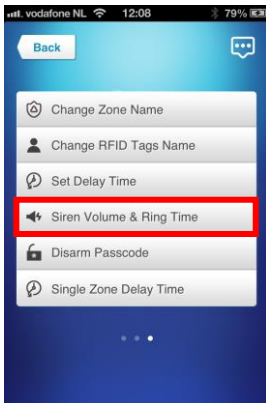 vodafone NL 12:08 79%
Back
Change Zone Name
Change RFID Tags Name
Set Delay Time
Siren Volume & Ring Time
Disarm Passcode
Single Zone Delay Time